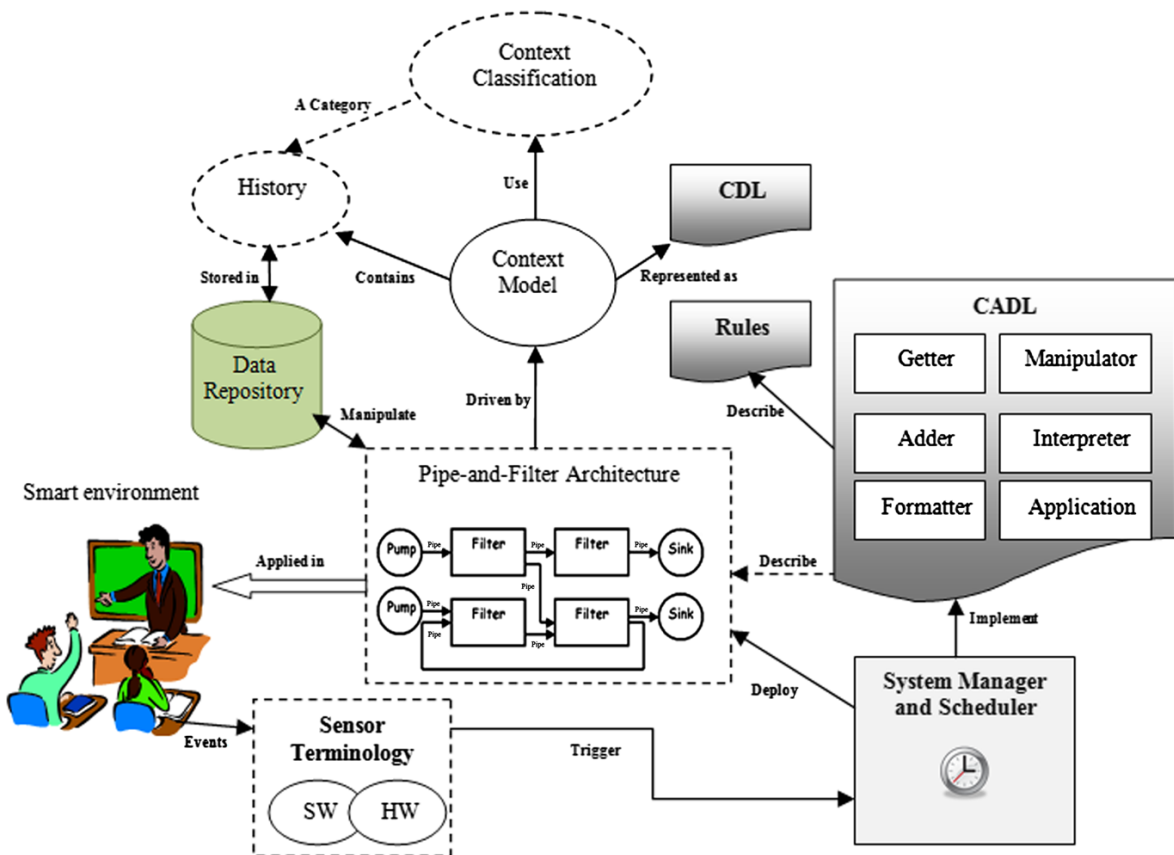 Context
Classification
A Category
History
Use
CDL
Context
Model
Stored in
Contains
Represented as
CADL
Rules
Getter
Manipulator
Data
Repository
Driven by
Describe
Manipulate
Adder
Interpreter
Pipe-and-Filter Architecture
Smart environment
Formatter
Application
Pump
Pipe
Filter
Pipe
Filter
Pipe
Sink
Applied in
Describe
Pipe
Pump
Pipe
Pipe
Filter
Pipe
Filter
Pipe
Sink
Implement
System Manager
and Scheduler
Deploy
Events
Sensor
Terminology
Trigger
SW
HW